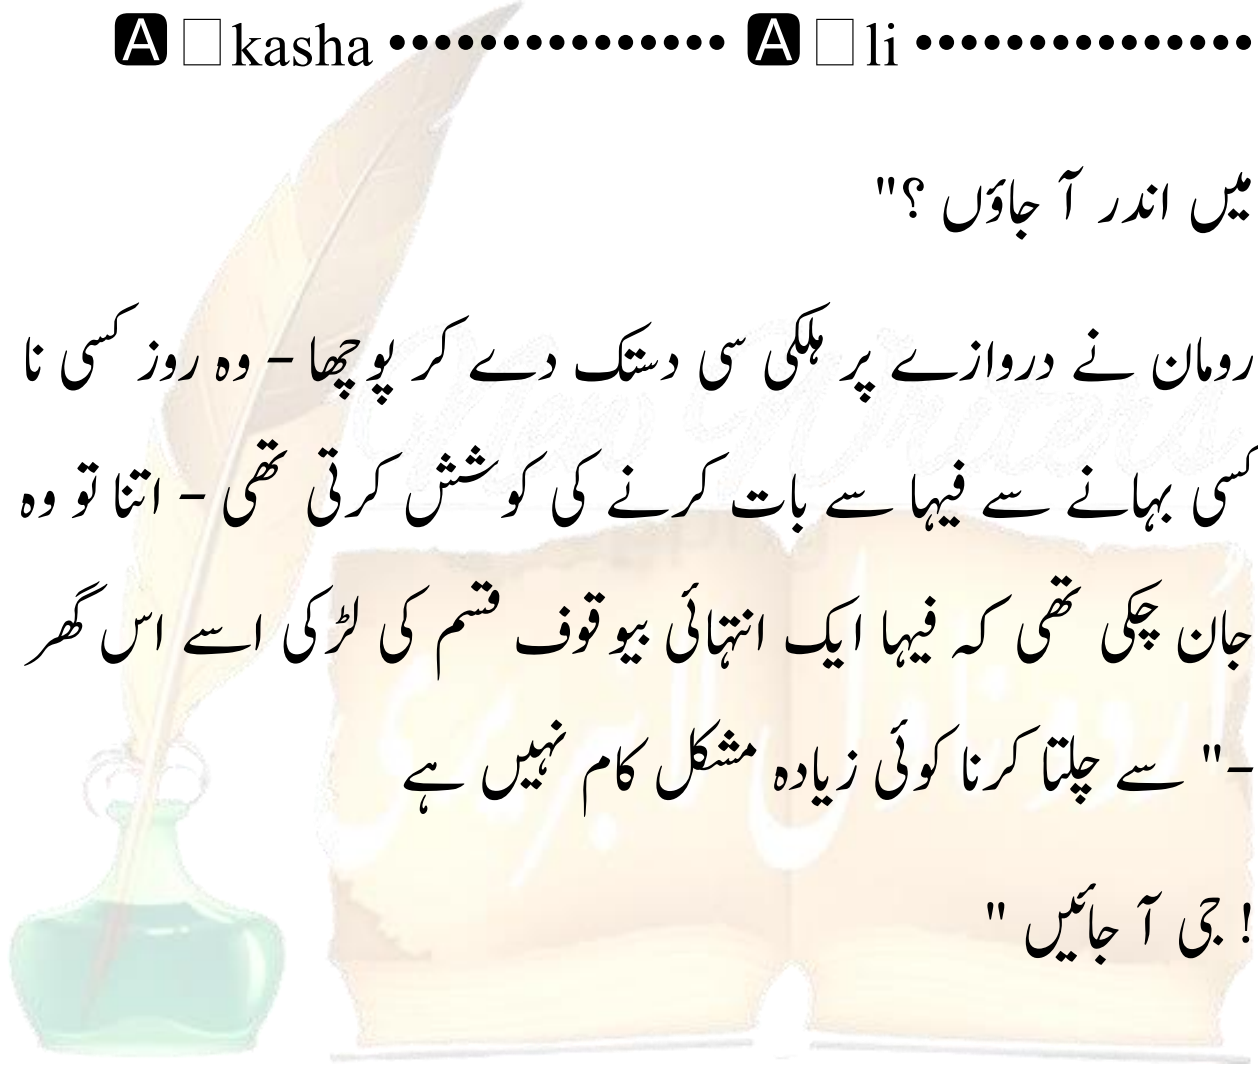 🅰️kasha •••••••••••••• 🅰️li ••••••••••••••
میں اندر آ جاؤں ؟"
رومان نے دروازے پر ہلکی سی دستک دے کر پوچھا – وہ روز کسی نا
کسی بہانے سے فیہا سے بات کرنے کی کوشش کرتی تھی – اتنا تو وہ
جان چکی تھی کہ فیہا ایک انتہائی بیوقوف قسم کی لڑکی اسے اس گھر
–" سے چلتا کرنا کوئی زیادہ مشکل کام نہیں ہے
! جی آ جائیں "
اُردو ناول لائبریری